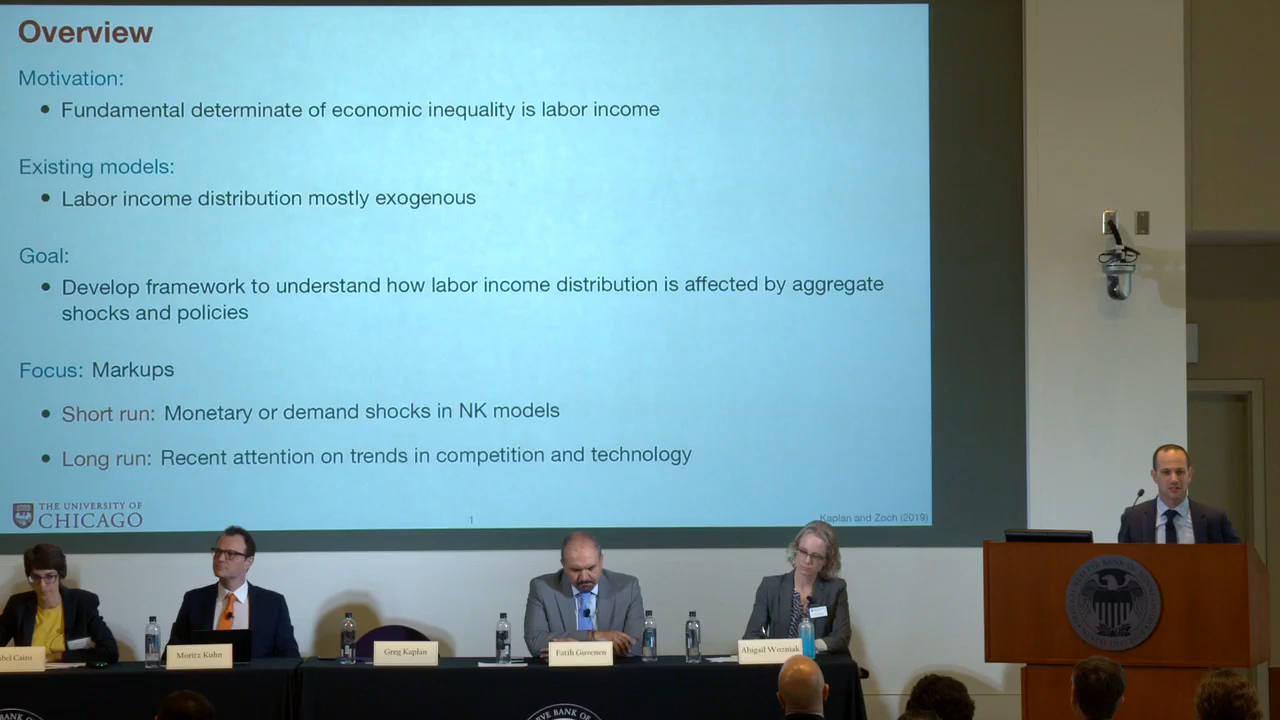 Overview
Motivation:
• Fundamental determinate of economic inequality is labor income
Existing models:
• Labor income distribution mostly exogenous
Goal:
• Develop framework to understand how labor income distribution is affected by aggregate
shocks and policies
Focus: Markups
• Short run: Monetary or demand shocks in NK models
• Long run: Recent attention on trends in competition and technology
THE UNIVERSITY OF
CHICAGO
1
Kaplan and Zoch (2019)
Cairo
Moritz Kuhn
Greg Kaplan
Fatih Guvenen
Abigail Wozniak
BANK OF